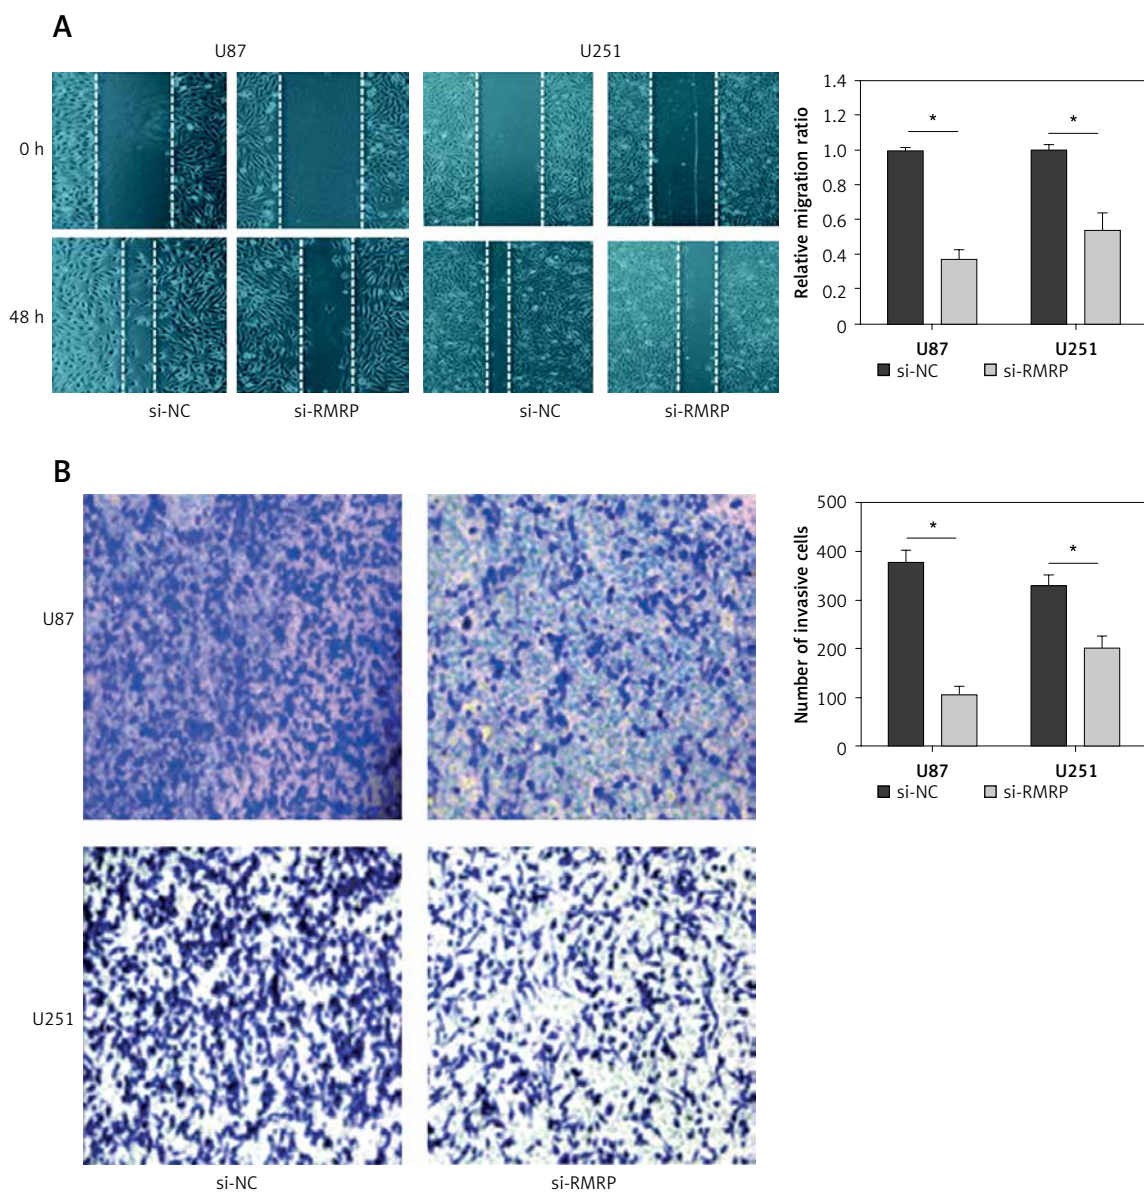 A
U87
U251
0 h
48 h
si-NC
si-RMRP
si-NC
si-RMRP
Relative migration ratio
1.4
1.2
1.0
0.8
0.6
0.4
0.2
0
*
*
U87
U251
si-NC
si-RMRP
B
U87
U251
si-NC
si-RMRP
Number of invasive cells
500
400
300
200
100
0
*
*
U87
U251
si-NC
si-RMRP